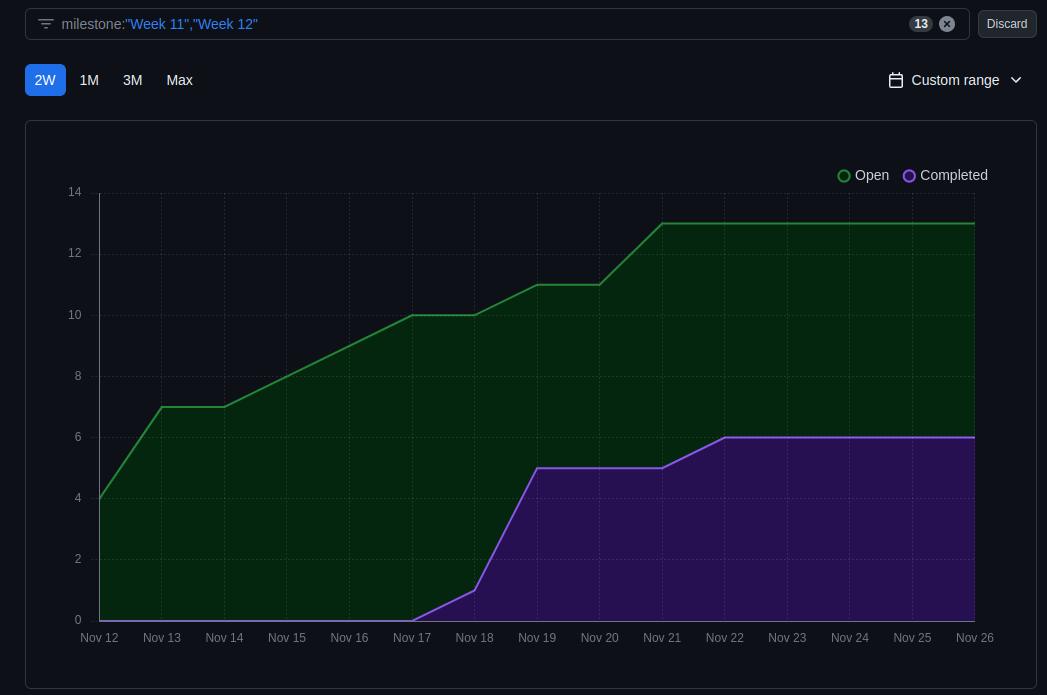 milestone:"Week 11","Week 12" 13 Discard
2W 1M 3M Max Custom range
Open Completed
14
12
10
8
6
4
2
0
Nov 12 Nov 13 Nov 14 Nov 15 Nov 16 Nov 17 Nov 18 Nov 19 Nov 20 Nov 21 Nov 22 Nov 23 Nov 24 Nov 25 Nov 26